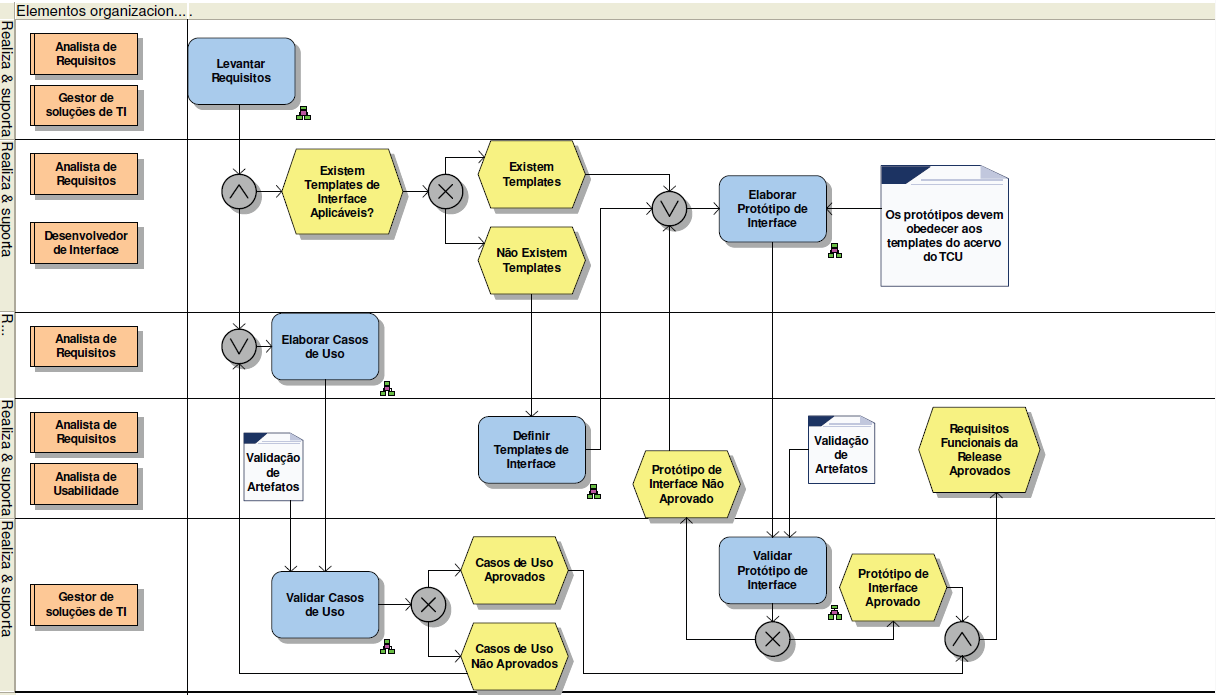 Elementos organizacion... .
Realiza & suporta
Analista de
Requisitos
Gestor de
soluções de TI
Levantar
Requisitos
Realiza & suporta
Analista de
Requisitos
Desenvolvedor
de Interface
Existem
Templates de
Interface
Aplicáveis?
Existem
Templates
Não Existem
Templates
Elaborar
Protótipo de
Interface
Os protótipos devem
obedecer aos
templates do acervo
do TCU
R...
Analista de
Requisitos
Elaborar Casos
de Uso
Realiza & suporta
Analista de
Requisitos
Analista de
Usabilidade
Validação
de
Artefatos
Definir
Templates de
Interface
Protótipo de
Interface Não
Aprovado
Validação
de
Artefatos
Requisitos
Funcionais da
Release
Aprovados
Realiza & suporta
Gestor de
soluções de TI
Validar Casos
de Uso
Casos de Uso
Aprovados
Casos de Uso
Não Aprovados
Validar
Protótipo de
Interface
Protótipo de
Interface
Aprovado